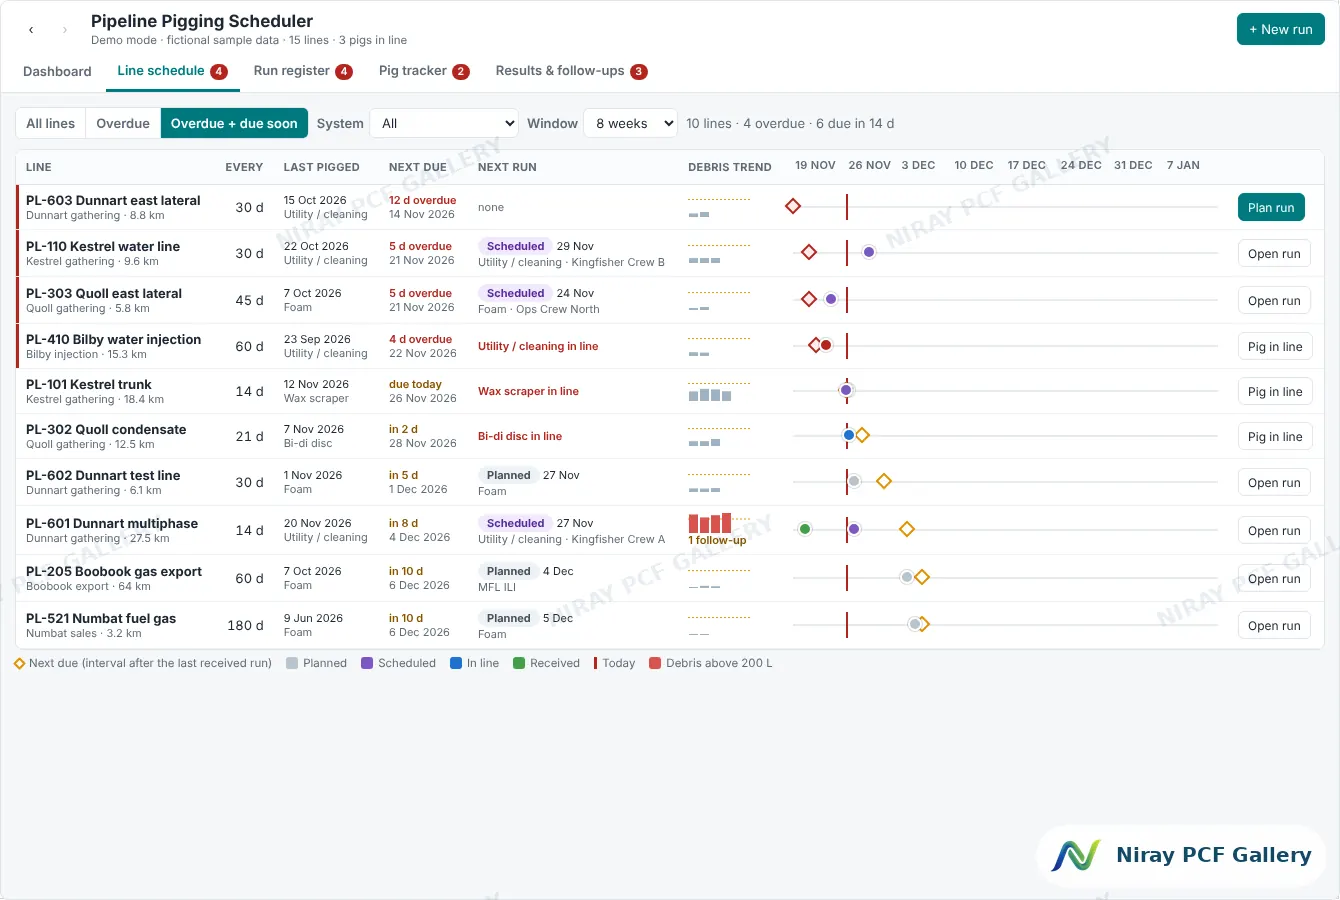 Pipeline Pigging Scheduler
Demo mode · fictional sample data · 15 lines · 3 pigs in line
+ New run
Dashboard
Line schedule 4
Run register 4
Pig tracker 2
Results & follow-ups 3
All lines
Overdue
Overdue + due soon
System All
Window 8 weeks
10 lines · 4 overdue · 6 due in 14 d
LINE EVERY LAST PIGGED NEXT DUE NEXT RUN DEBRIS TREND 19 NOV 26 NOV 3 DEC 10 DEC 17 DEC 24 DEC 31 DEC 7 JAN
PL-603 Dunnart east lateral
Dunnart gathering · 8.8 km
30 d
15 Oct 2026
Utility / cleaning
12 d overdue
14 Nov 2026
none
Plan run
PL-110 Kestrel water line
Kestrel gathering · 9.6 km
30 d
22 Oct 2026
Utility / cleaning
5 d overdue
21 Nov 2026
Scheduled 29 Nov
Utility / cleaning · Kingfisher Crew B
Open run
PL-303 Quoll east lateral
Quoll gathering · 5.8 km
45 d
7 Oct 2026
Foam
5 d overdue
21 Nov 2026
Scheduled 24 Nov
Foam · Ops Crew North
Open run
PL-410 Bilby water injection
Bilby injection · 15.3 km
60 d
23 Sep 2026
Utility / cleaning
4 d overdue
22 Nov 2026
Utility / cleaning in line
Pig in line
PL-101 Kestrel trunk
Kestrel gathering · 18.4 km
14 d
12 Nov 2026
Wax scraper
due today
26 Nov 2026
Wax scraper in line
Pig in line
PL-302 Quoll condensate
Quoll gathering · 12.5 km
21 d
7 Nov 2026
Bi-di disc
in 2 d
28 Nov 2026
Bi-di disc in line
Pig in line
PL-602 Dunnart test line
Dunnart gathering · 6.1 km
30 d
1 Nov 2026
Foam
in 5 d
1 Dec 2026
Planned 27 Nov
Foam
Open run
PL-601 Dunnart multiphase
Dunnart gathering · 27.5 km
14 d
20 Nov 2026
Utility / cleaning
in 8 d
4 Dec 2026
Scheduled 27 Nov
Utility / cleaning · Kingfisher Crew A
1 follow-up
Open run
PL-205 Boobook gas export
Boobook export · 64 km
60 d
7 Oct 2026
Foam
in 10 d
6 Dec 2026
Planned 4 Dec
MFL ILI
Open run
PL-521 Numbat fuel gas
Numbat sales · 3.2 km
180 d
9 Jun 2026
Foam
in 10 d
6 Dec 2026
Planned 5 Dec
Foam
Open run
Next due (interval after the last received run) Planned Scheduled In line Received Today Debris above 200 L
NIRAY PCF GALLERY
NIRAY PCF GALLERY
NIRAY PCF GALLERY
Niray PCF Gallery